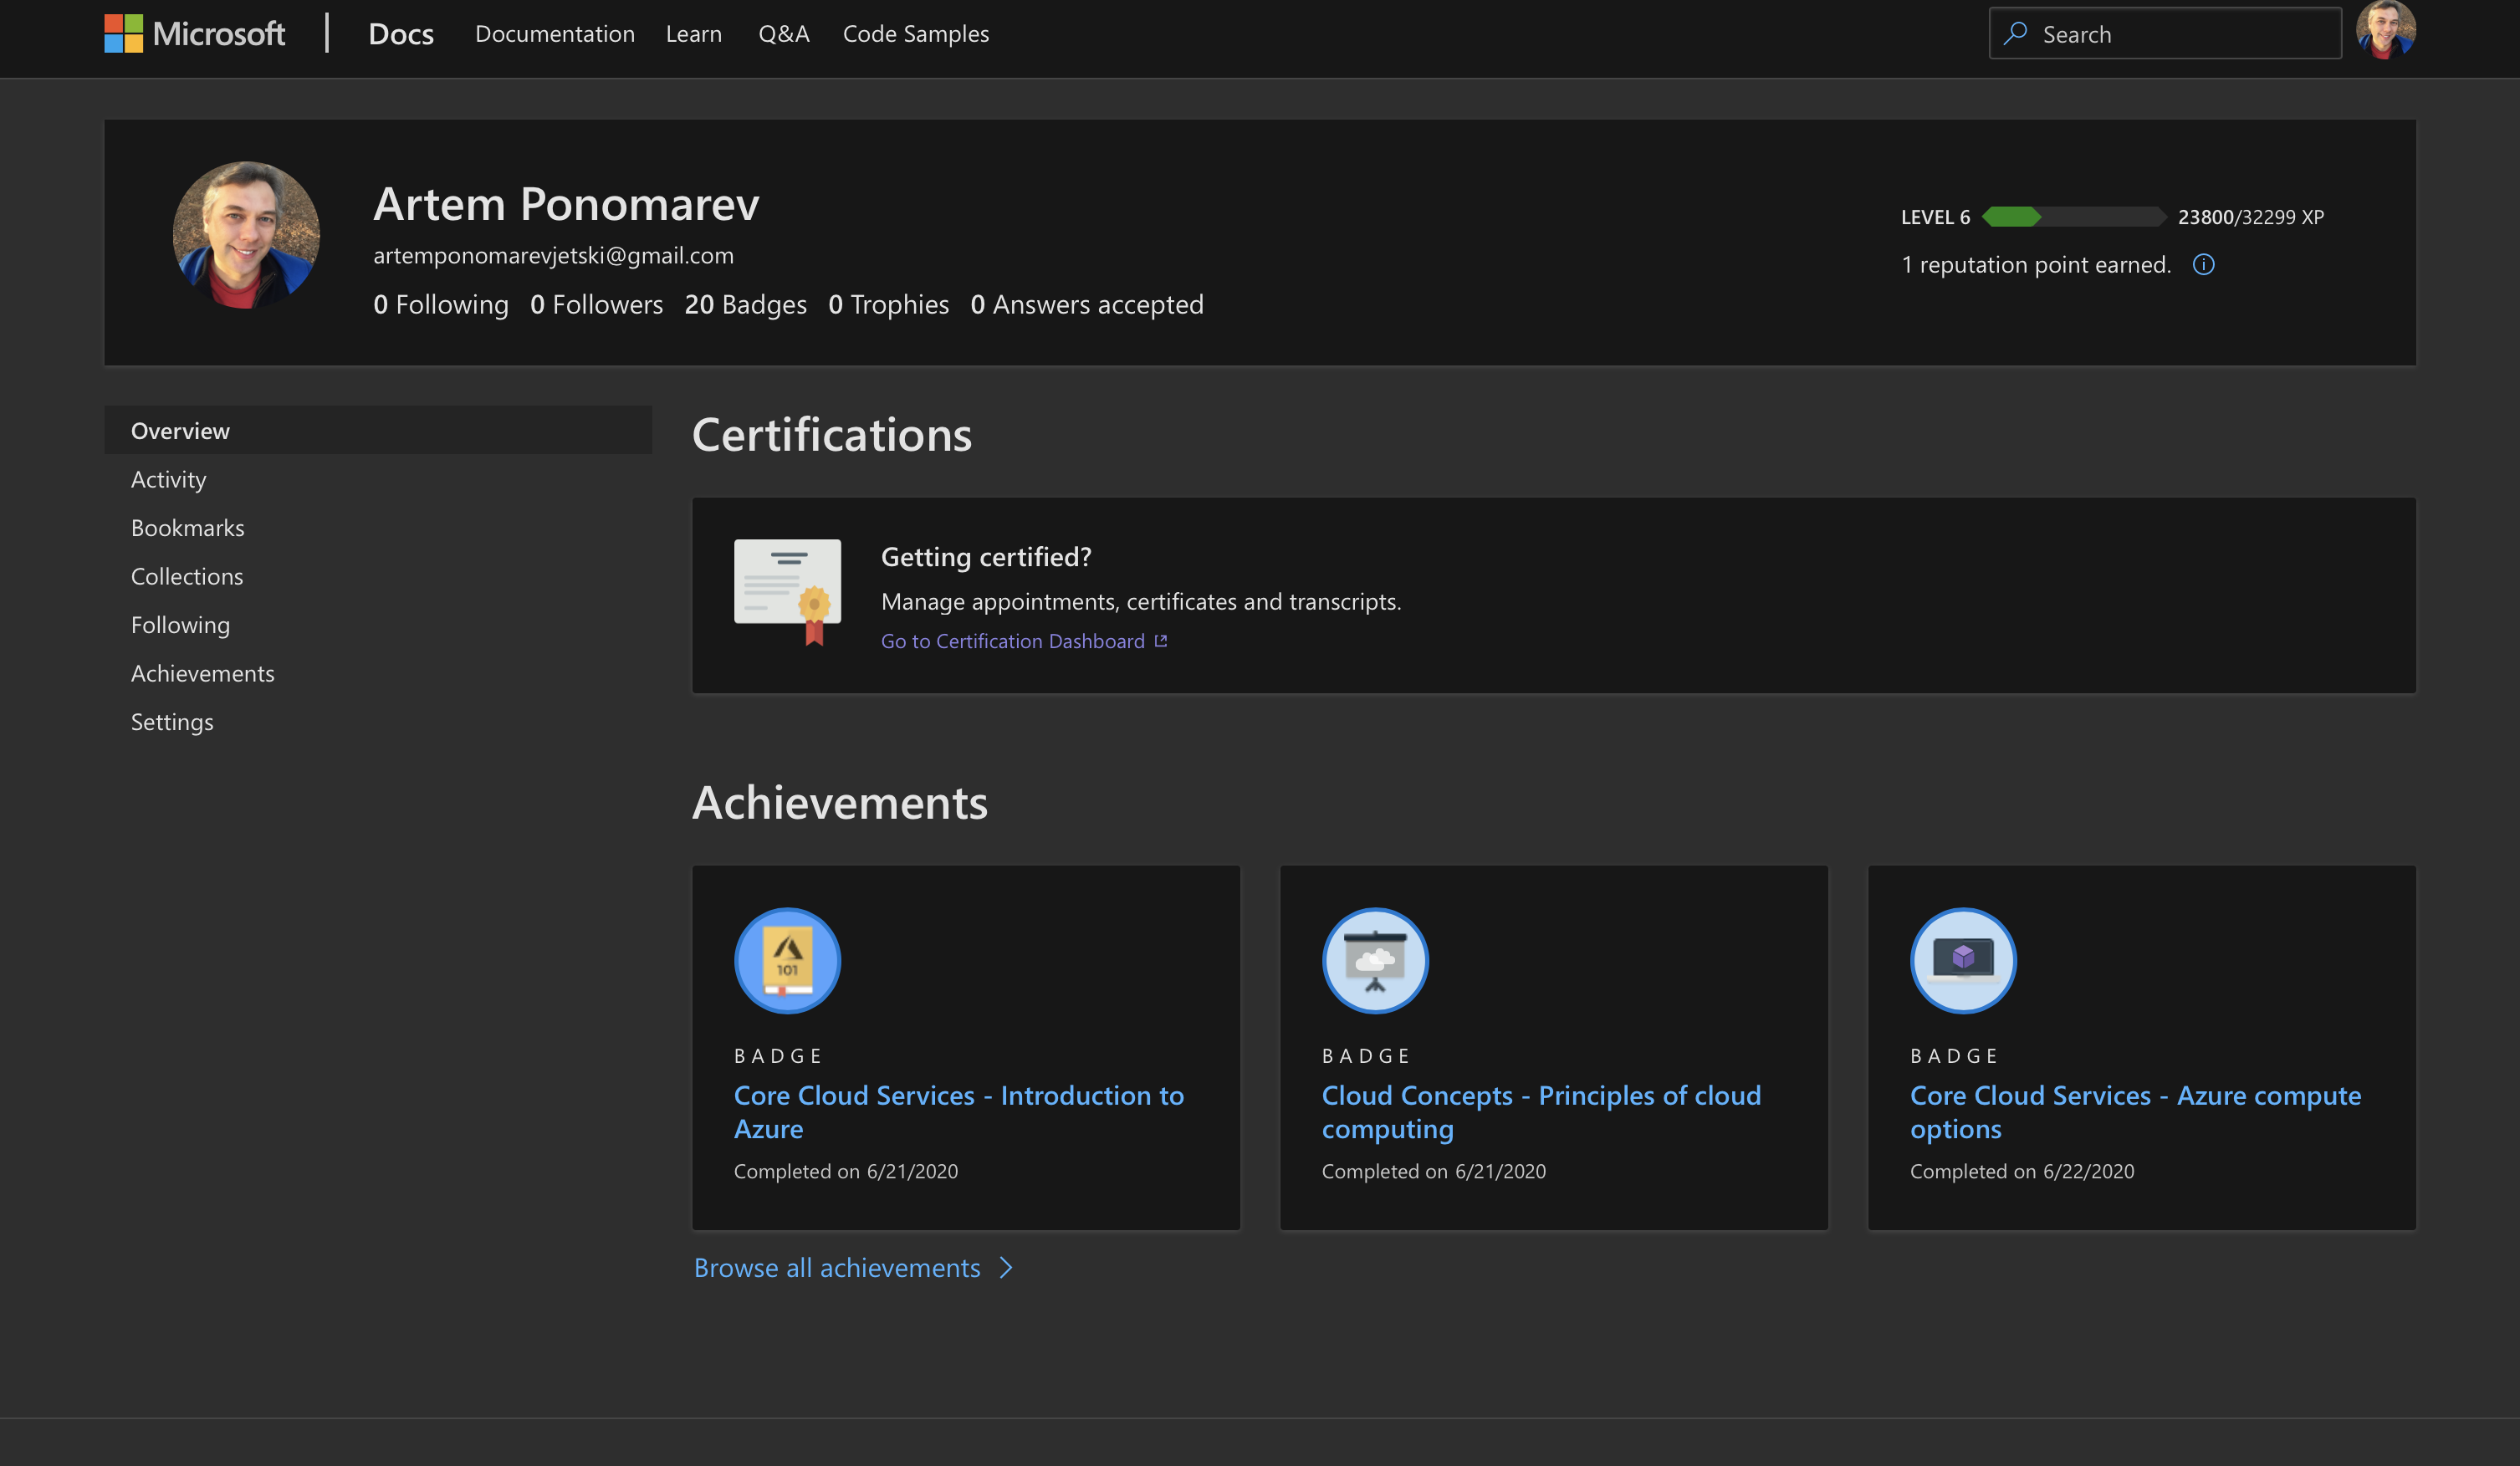 Microsoft | Docs Documentation Learn Q&A Code Samples Search
Artem Ponomarev
artemponomarevjetski@gmail.com
0 Following 0 Followers 20 Badges 0 Trophies 0 Answers accepted
LEVEL 6 23800/32299 XP
1 reputation point earned.
Overview
Activity
Bookmarks
Collections
Following
Achievements
Settings
Certifications
Getting certified?
Manage appointments, certificates and transcripts.
Go to Certification Dashboard
Achievements
101
BADGE
Core Cloud Services - Introduction to
Azure
Completed on 6/21/2020
BADGE
Cloud Concepts - Principles of cloud
computing
Completed on 6/21/2020
BADGE
Core Cloud Services - Azure compute
options
Completed on 6/22/2020
Browse all achievements